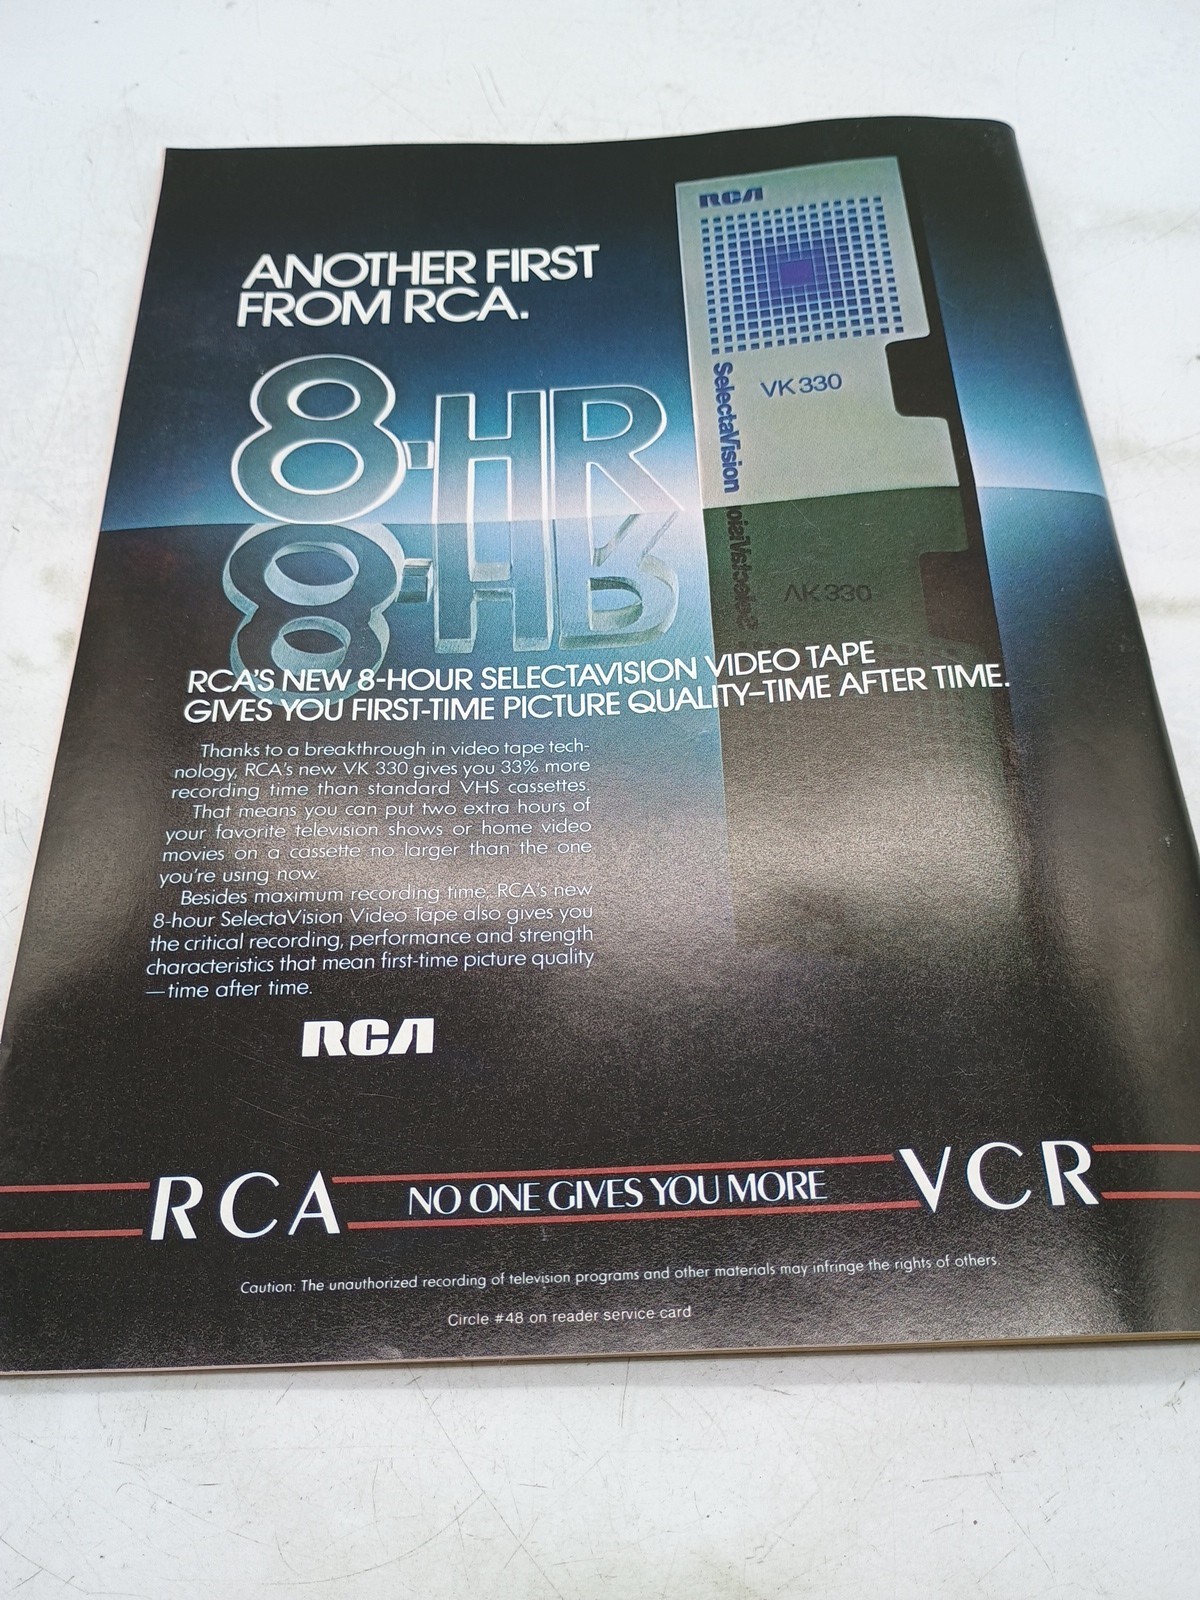 ANOTHER FIRST
FROM RCA.
8-HR
RCA
SelectaVision
VK 330
RCA'S NEW 8-HOUR SELECTAVISION VIDEO TAPE
GIVES YOU FIRST-TIME PICTURE QUALITY–TIME AFTER TIME.
Thanks to a breakthrough in video tape tech-
nology, RCA's new VK 330 gives you 33% more
recording time than standard VHS cassettes.
That means you can put two extra hours of
your favorite television shows or home video
movies on a cassette no larger than the one
you're using now.
Besides maximum recording time, RCA's new
8-hour SelectaVision Video Tape also gives you
the critical recording, performance and strength
characteristics that mean first-time picture quality
—time after time.
RCA
RCA NO ONE GIVES YOU MORE VCR
Caution: The unauthorized recording of television programs and other materials may infringe the rights of others.
Circle #48 on reader service card